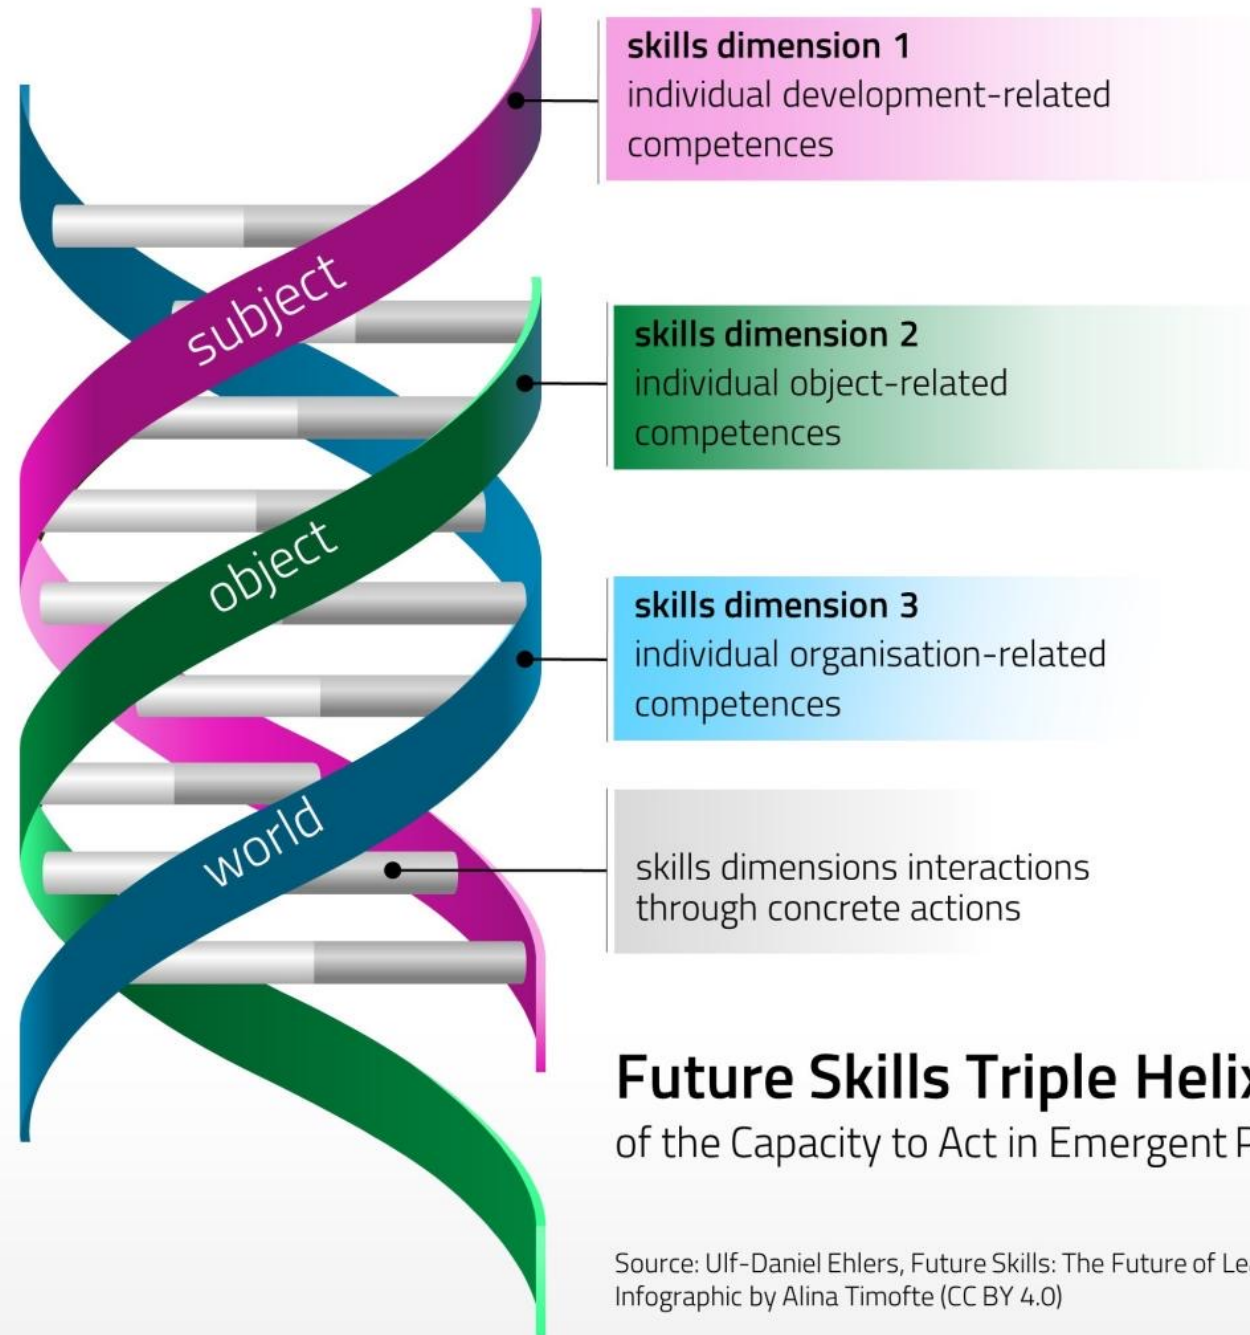 skills dimension 1
individual development-related
competences
subject
skills dimension 2
individual object-related
competences
object
skills dimension 3
individual organisation-related
competences
world
skills dimensions interactions
through concrete actions
Future Skills Triple Helix
of the Capacity to Act in Emergent
Source: Ulf-Daniel Ehlers, Future Skills: The Future of
Infographic by Alina Timofte (CC BY 4.0)